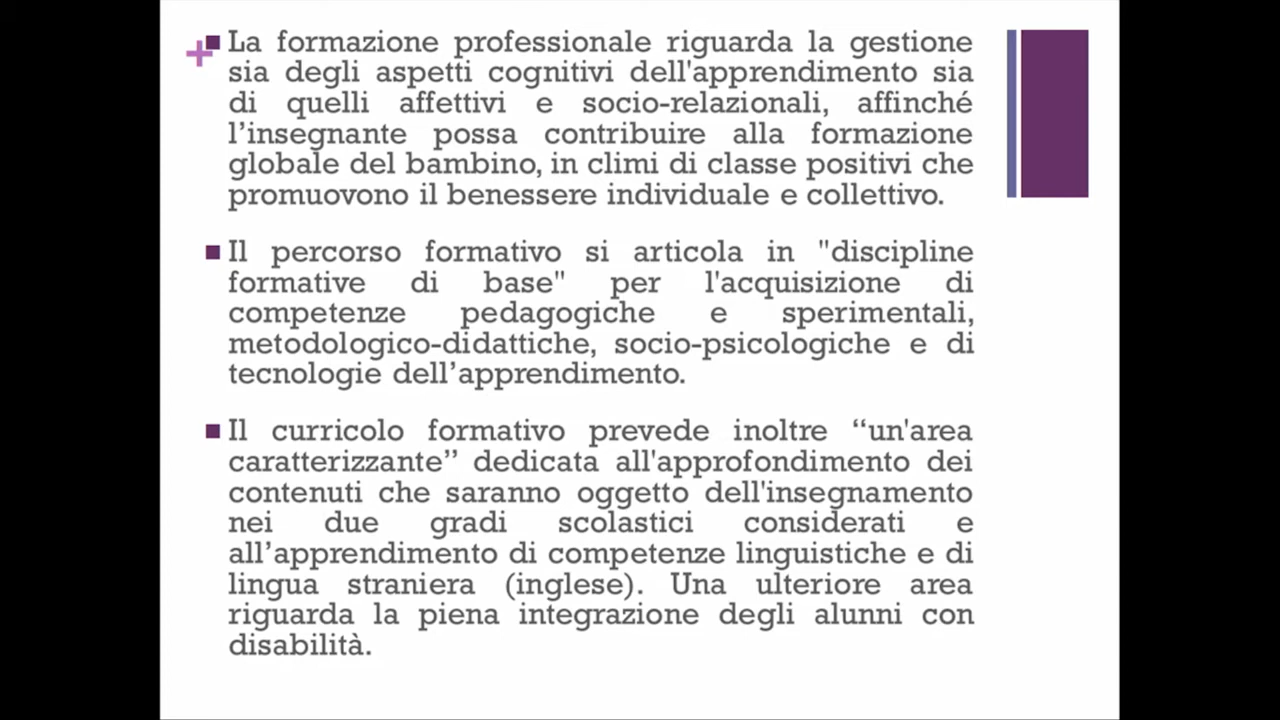 La formazione professionale riguarda la gestione
sia degli aspetti cognitivi dell'apprendimento sia
di quelli affettivi e socio-relazionali, affinché
l’insegnante possa contribuire alla formazione
globale del bambino, in climi di classe positivi che
promuovono il benessere individuale e collettivo.
Il percorso formativo si articola in "discipline
formative di base" per l'acquisizione di
competenze pedagogiche e sperimentali,
metodologico-didattiche, socio-psicologiche e di
tecnologie dell’apprendimento.
Il curricolo formativo prevede inoltre “un'area
caratterizzante” dedicata all'approfondimento dei
contenuti che saranno oggetto dell'insegnamento
nei due gradi scolastici considerati e
all’apprendimento di competenze linguistiche e di
lingua straniera (inglese). Una ulteriore area
riguarda la piena integrazione degli alunni con
disabilità.